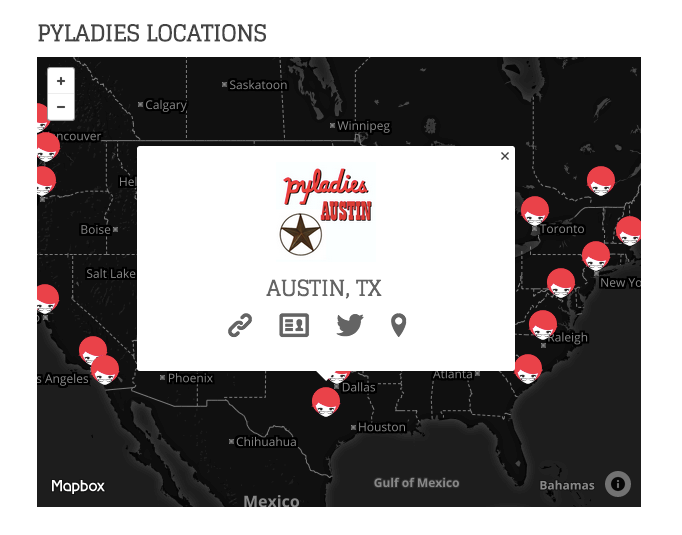 PYLADIES LOCATIONS
+
−
Saskatoon
Calgary
Winnipeg
ncouver
×
Hel
pyladies
AUSTIN
Boise
Toronto
Salt Lake
New Yo
AUSTIN, TX
Raleigh
s Angeles
Phoenix
Dallas
Atlanta
Houston
Chihuahua
Mapbox
Gulf of Mexico
Bahamas
i
Mexico